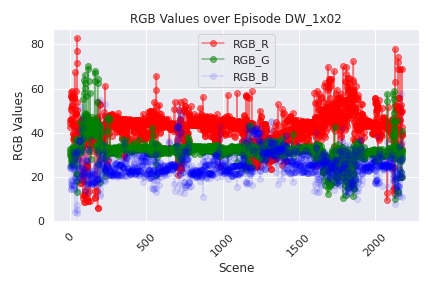 RGB Values over Episode DW_1x02
RGB_R
RGB_G
RGB_B
RGB Values
80
60
40
20
0
0
500
1000
1500
2000
Scene